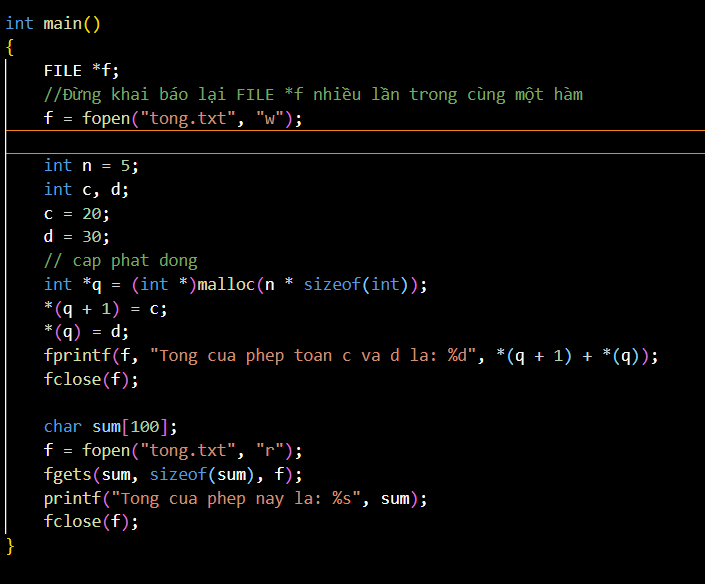 int main()
{
FILE *f;
//Đừng khai báo lại FILE *f nhiều lần trong cùng một hàm
f = fopen("tong.txt", "w");
int n = 5;
int c, d;
c = 20;
d = 30;
// cap phat dong
int *q = (int *)malloc(n * sizeof(int));
*(q + 1) = c;
*(q) = d;
fprintf(f, "Tong cua phep toan c va d la: %d", *(q + 1) + *(q));
fclose(f);
char sum[100];
f = fopen("tong.txt", "r");
fgets(sum, sizeof(sum), f);
printf("Tong cua phep nay la: %s", sum);
fclose(f);
}